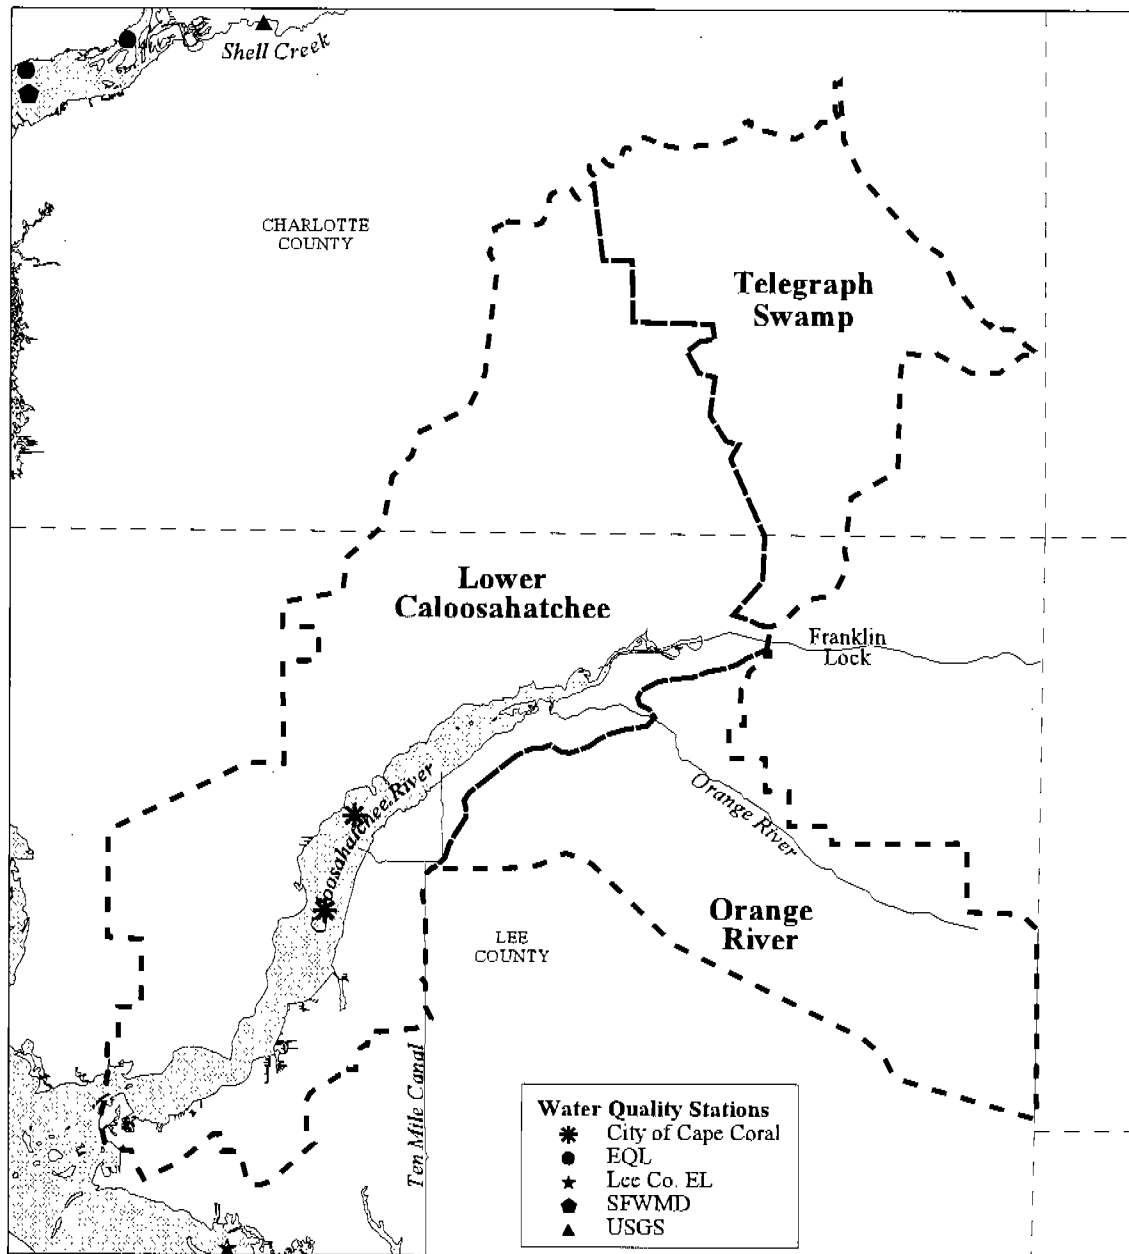 Shell Creek
CHARLOTTE
COUNTY
Telegraph
Swamp
Lower
Caloosahatchee
Franklin
Lock
Caloosahatchee River
Orange River
Orange
River
LEE
COUNTY
Ten Mile Canal
Water Quality Stations
City of Cape Coral
EQL
Lee Co. EL
SFWMD
USGS